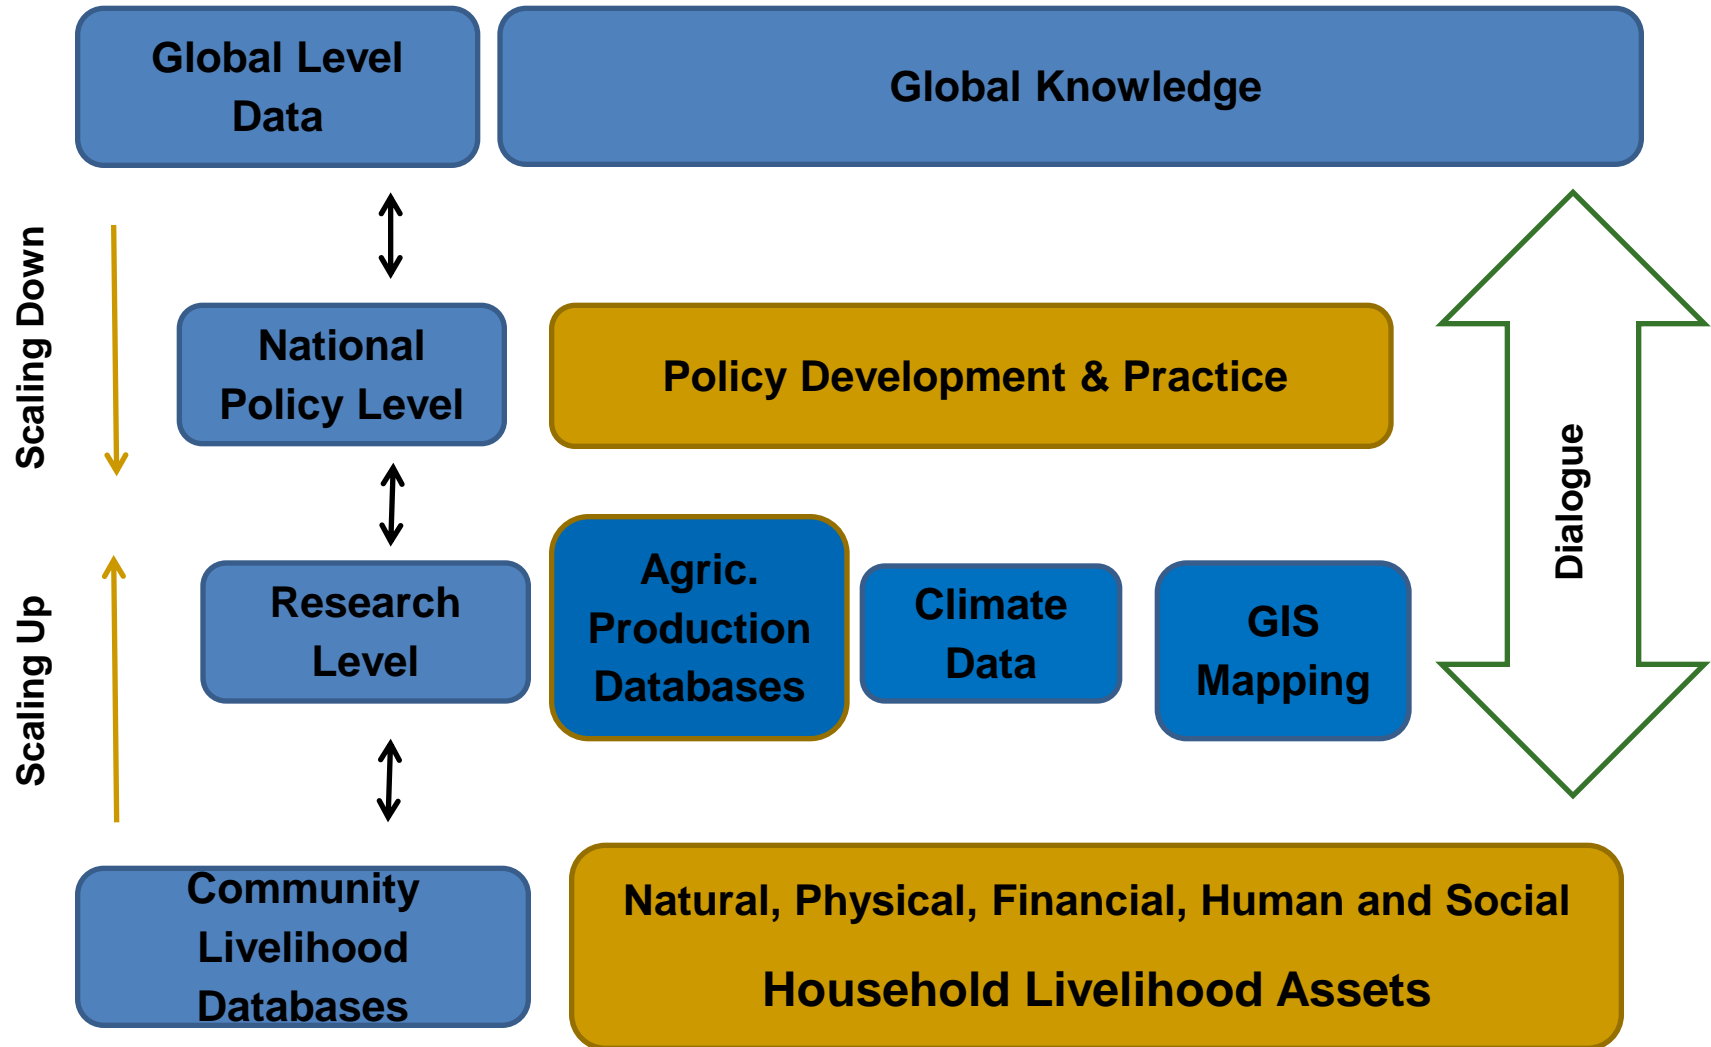 Global Level
Data
Global Knowledge
Scaling Down
National
Policy Level
Policy Development & Practice
Dialogue
Scaling Up
Research
Level
Agric.
Production
Databases
Climate
Data
GIS
Mapping
Community
Livelihood
Databases
Natural, Physical, Financial, Human and Social
Household Livelihood Assets